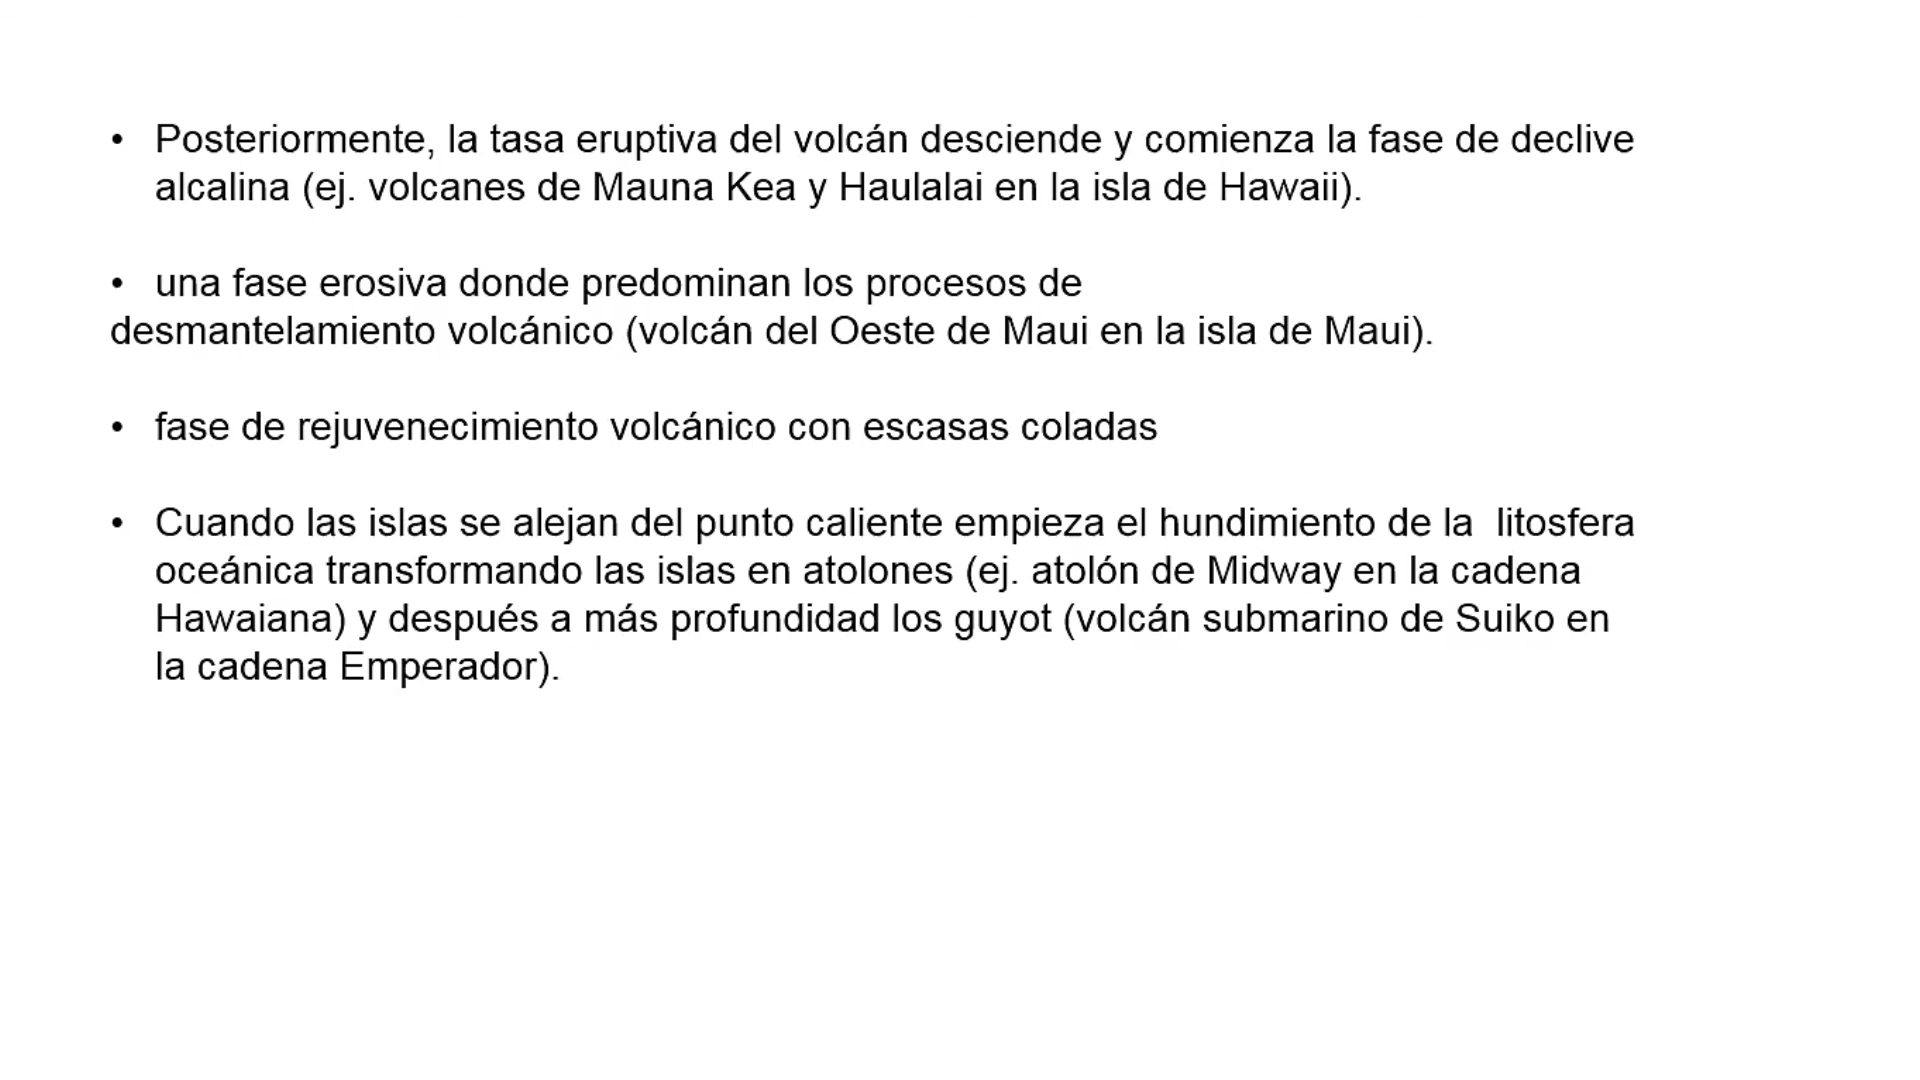 • Posteriormente, la tasa eruptiva del volcán desciende y comienza la fase de declive
alcalina (ej. volcanes de Mauna Kea y Haulalai en la isla de Hawaii).
• una fase erosiva donde predominan los procesos de
desmantelamiento volcánico (volcán del Oeste de Maui en la isla de Maui).
• fase de rejuvenecimiento volcánico con escasas coladas
• Cuando las islas se alejan del punto caliente empieza el hundimiento de la  litosfera
oceánica transformando las islas en atolones (ej. atolón de Midway en la cadena
Hawaiana) y después a más profundidad los guyot (volcán submarino de Suiko en
la cadena Emperador).